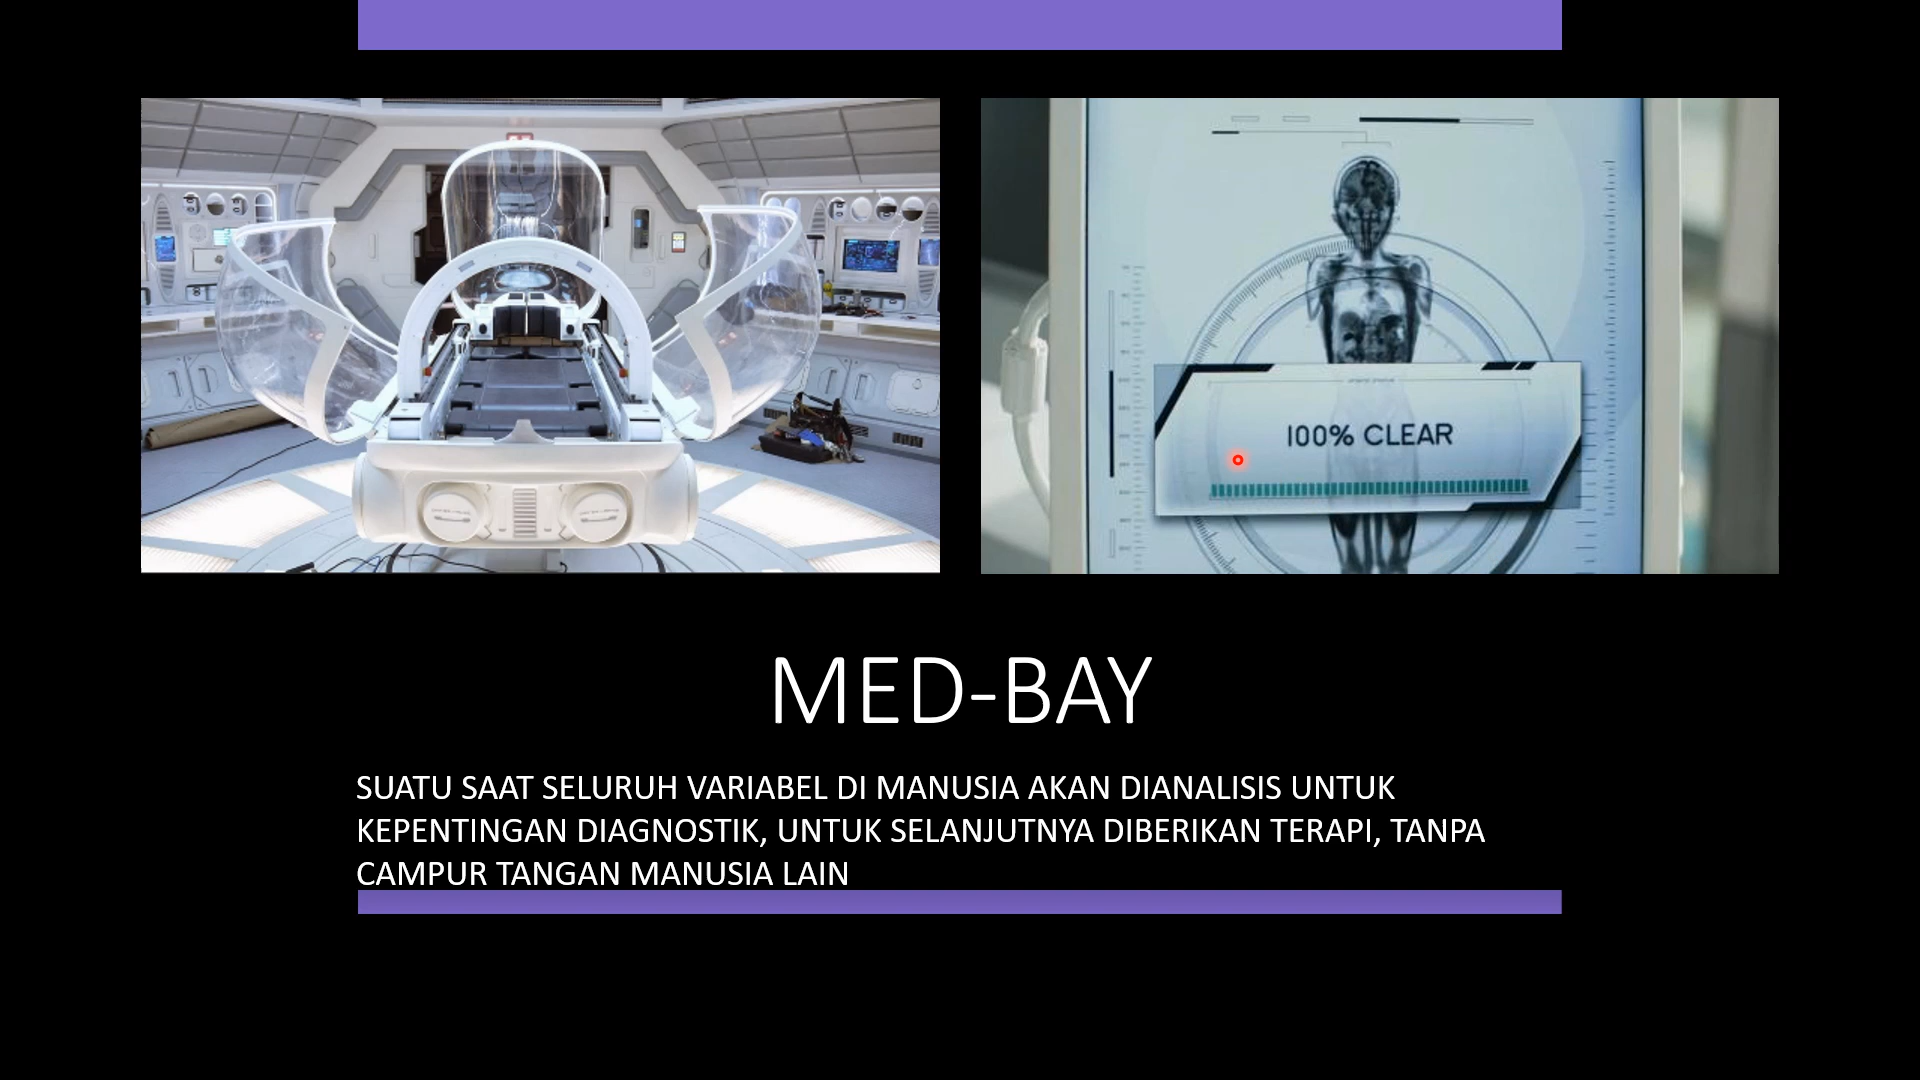 100% CLEAR
MED-BAY
SUATU SAAT SELURUH VARIABEL DI MANUSIA AKAN DIANALISIS UNTUK
KEPENTINGAN DIAGNOSTIK, UNTUK SELANJUTNYA DIBERIKAN TERAPI, TANPA
CAMPUR TANGAN MANUSIA LAIN